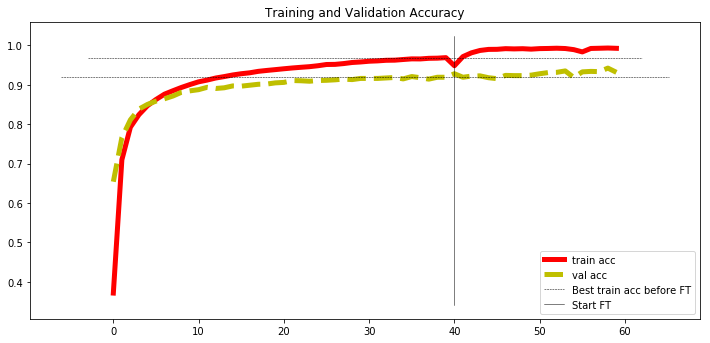 Training and Validation Accuracy
1.0
0.9
0.8
0.7
0.6
0.5
0.4
0 10 20 30 40 50 60
train acc
val acc
Best train acc before FT
Start FT